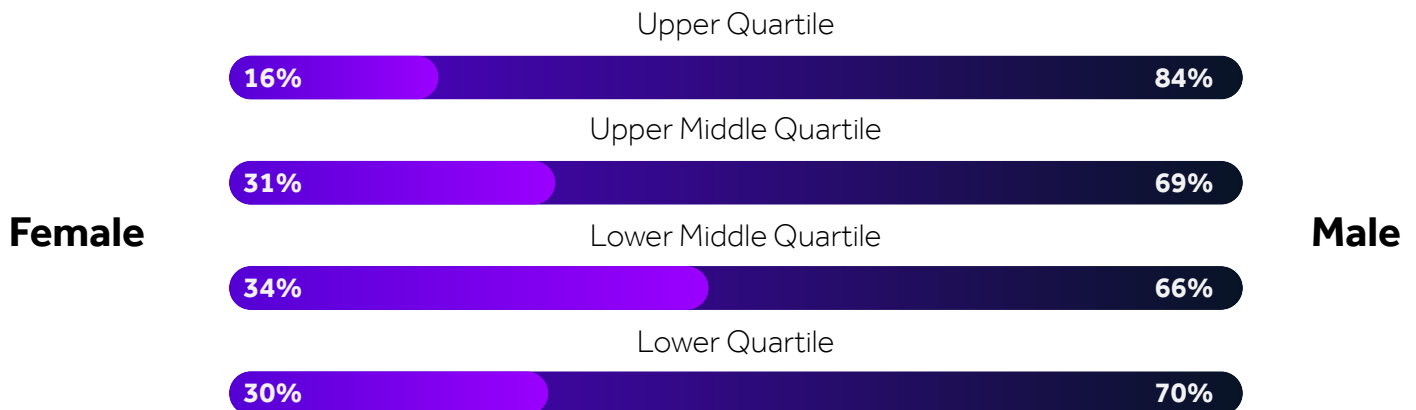 Upper Quartile
16% 84%
Upper Middle Quartile
31% 69%
Female Male
Lower Middle Quartile
34% 66%
Lower Quartile
30% 70%